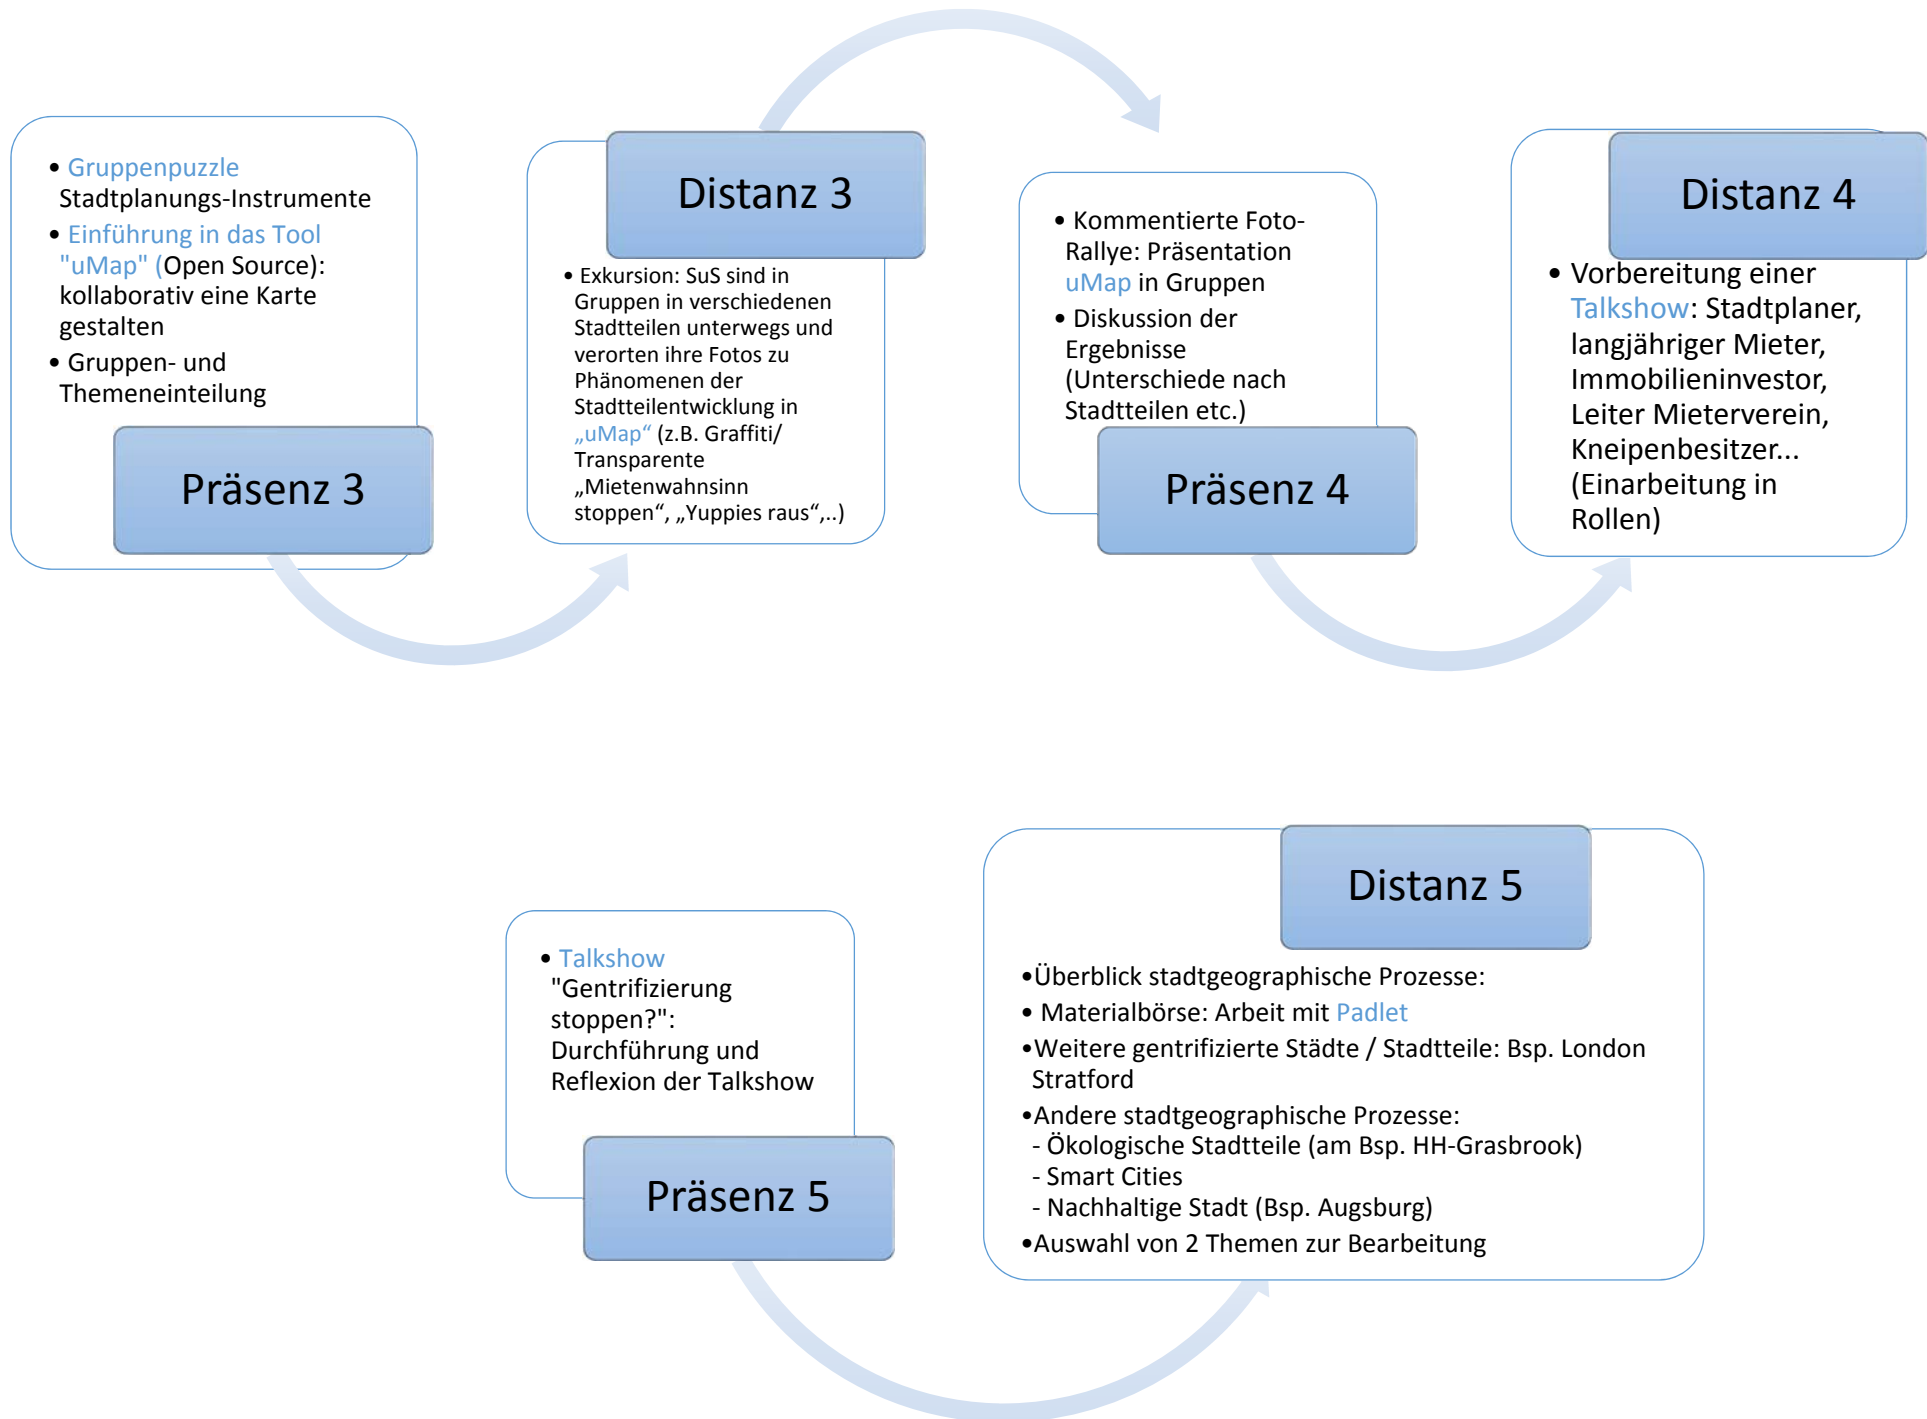 • Gruppenpuzzle
Stadtplanungs-Instrumente
• Einführung in das Tool
"uMap" (Open Source):
kollaborativ eine Karte
gestalten
• Gruppen- und
Themeneinteilung
Präsenz 3
Distanz 3
• Exkursion: SuS sind in
Gruppen in verschiedenen
Stadtteilen unterwegs und
verorten ihre Fotos zu
Phänomenen der
Stadtteilentwicklung in
„uMap“ (z.B. Graffiti/
Transparente
„Mietenwahnsinn
stoppen“, „Yuppies raus“,..)
• Kommentierte Foto-
Rallye: Präsentation
uMap in Gruppen
• Diskussion der
Ergebnisse
(Unterschiede nach
Stadtteilen etc.)
Präsenz 4
Distanz 4
• Vorbereitung einer
Talkshow: Stadtplaner,
langjähriger Mieter,
Immobilieninvestor,
Leiter Mieterverein,
Kneipenbesitzer...
(Einarbeitung in
Rollen)
• Talkshow
"Gentrifizierung
stoppen?":
Durchführung und
Reflexion der Talkshow
Präsenz 5
Distanz 5
•Überblick stadtgeographische Prozesse:
• Materialbörse: Arbeit mit Padlet
•Weitere gentrifizierte Städte / Stadtteile: Bsp. London
Stratford
•Andere stadtgeographische Prozesse:
- Ökologische Stadtteile (am Bsp. HH-Grasbrook)
- Smart Cities
- Nachhaltige Stadt (Bsp. Augsburg)
•Auswahl von 2 Themen zur Bearbeitung